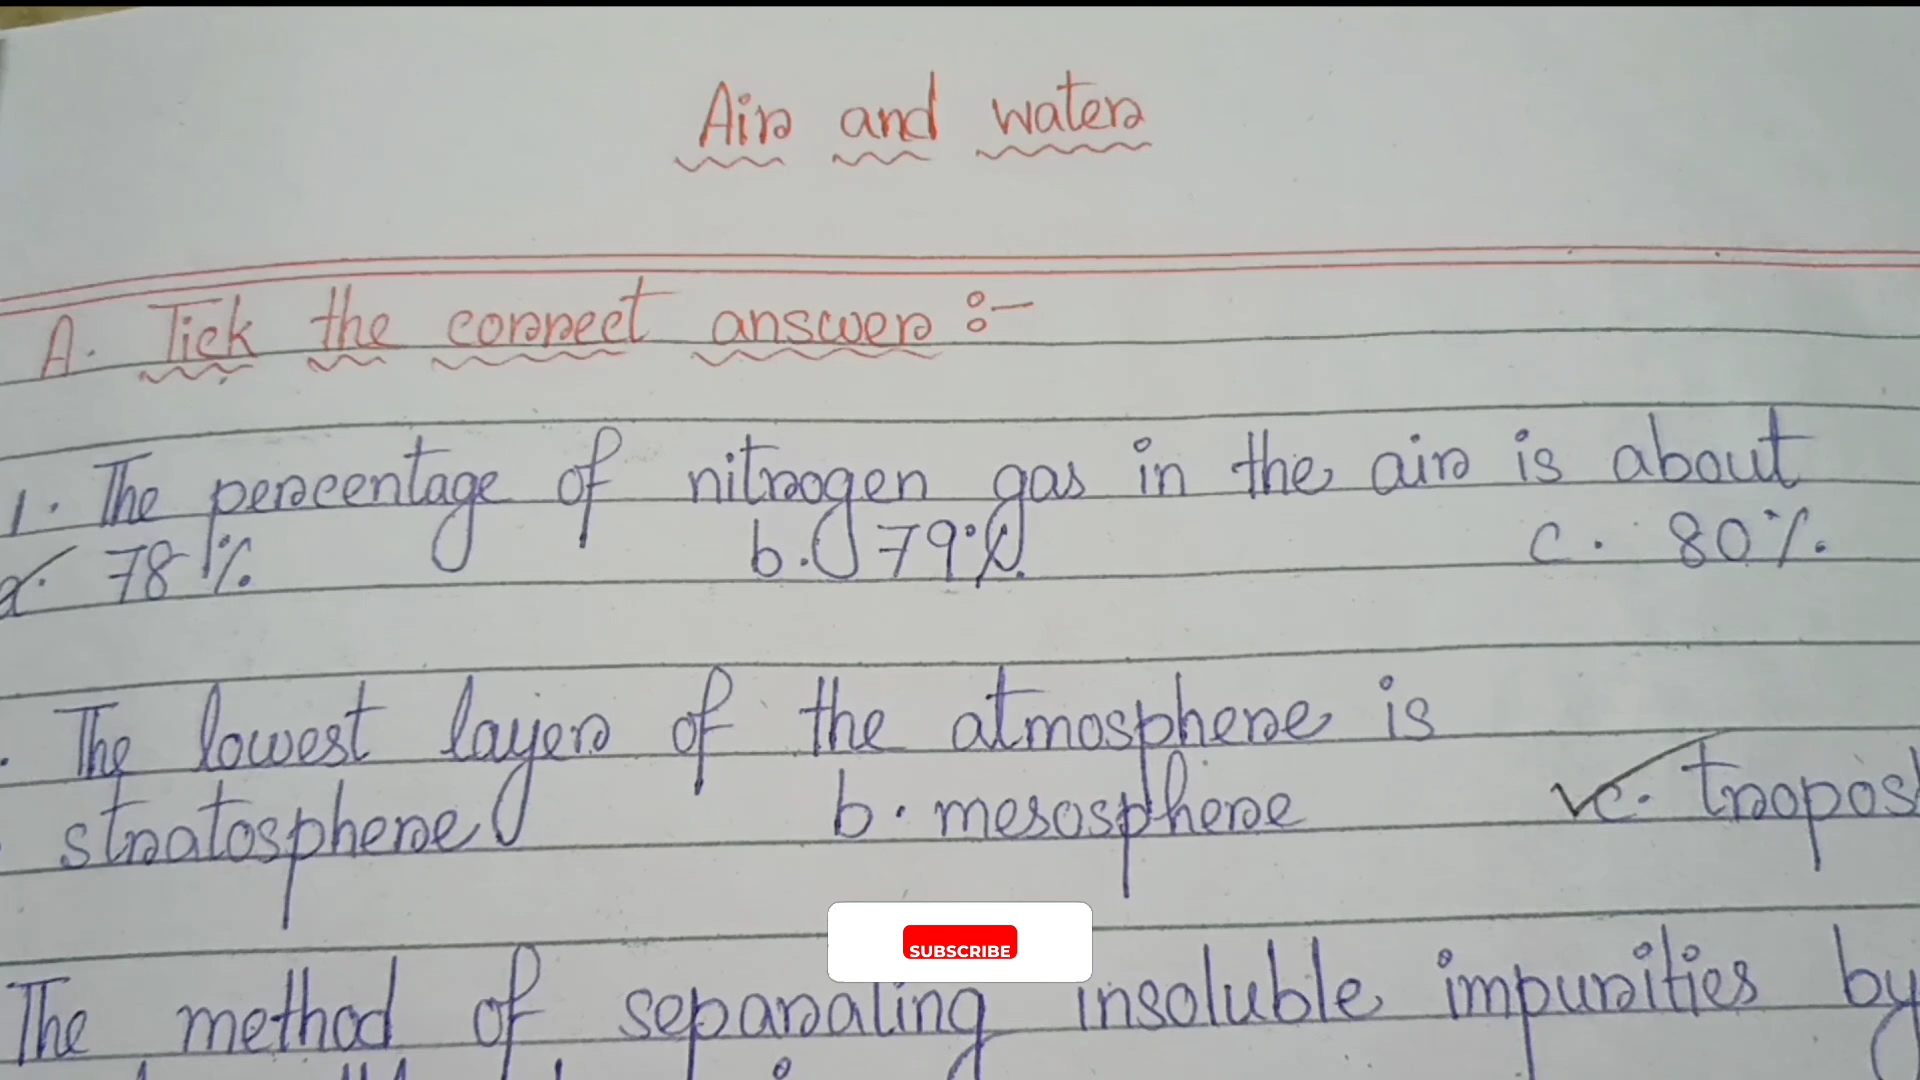 Air and water
A. Tick the correct answer :-
1. The percentage of nitrogen gas in the air is about
a. 78% b. 79% c. 80%
. The lowest layer of the atmosphere is
stratosphere b. mesosphere c. tropos
SUBSCRIBE
The method of separating insoluble impurities by